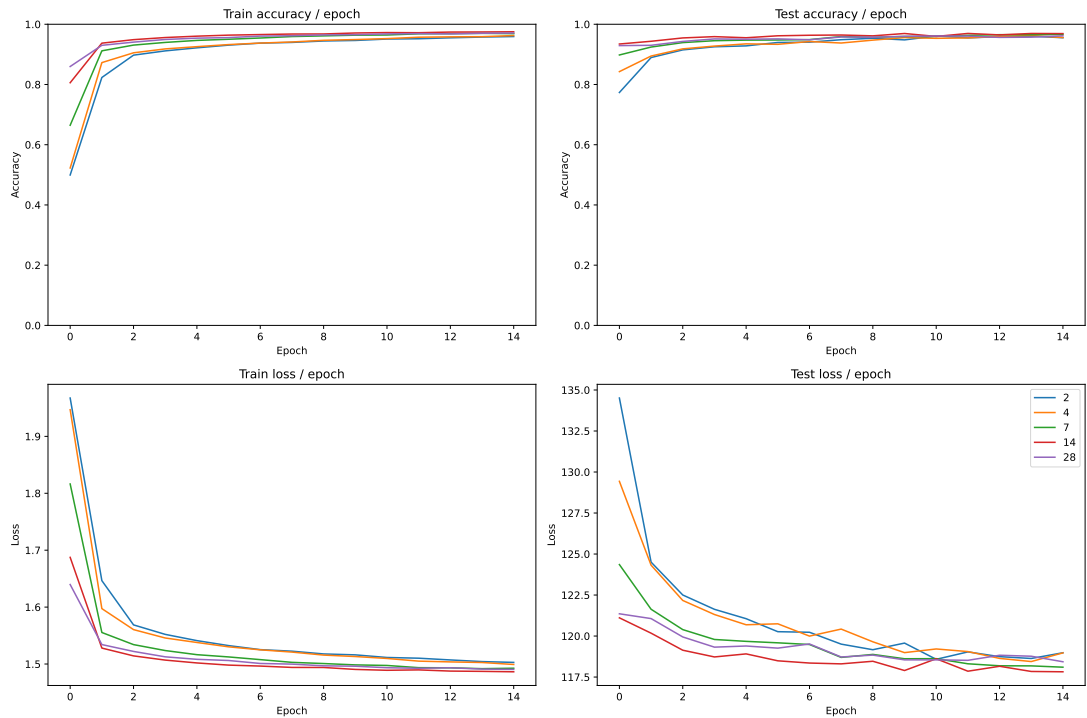 Train accuracy / epoch
1.0
0.8
0.6
0.4
0.2
0.0
Accuracy
0 2 4 6 8 10 12 14
Epoch
Test accuracy / epoch
1.0
0.8
0.6
0.4
0.2
0.0
Accuracy
0 2 4 6 8 10 12 14
Epoch
Train loss / epoch
1.9
1.8
1.7
1.6
1.5
Loss
0 2 4 6 8 10 12 14
Epoch
Test loss / epoch
135.0
132.5
130.0
127.5
125.0
122.5
120.0
117.5
Loss
0 2 4 6 8 10 12 14
Epoch
2
4
7
14
28